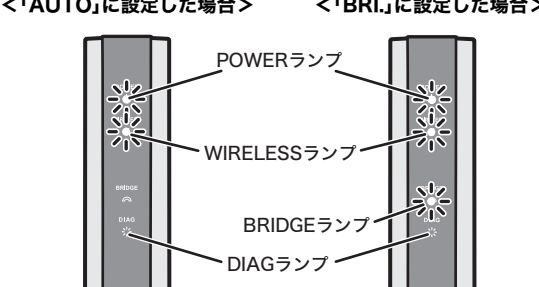 <「AUTO」に設定した場合>
<「BRI.」に設定した場合>
POWERランプ
WIRELESSランプ
BRIDGE
DIAG
BRIDGEランプ
DIAGランプ